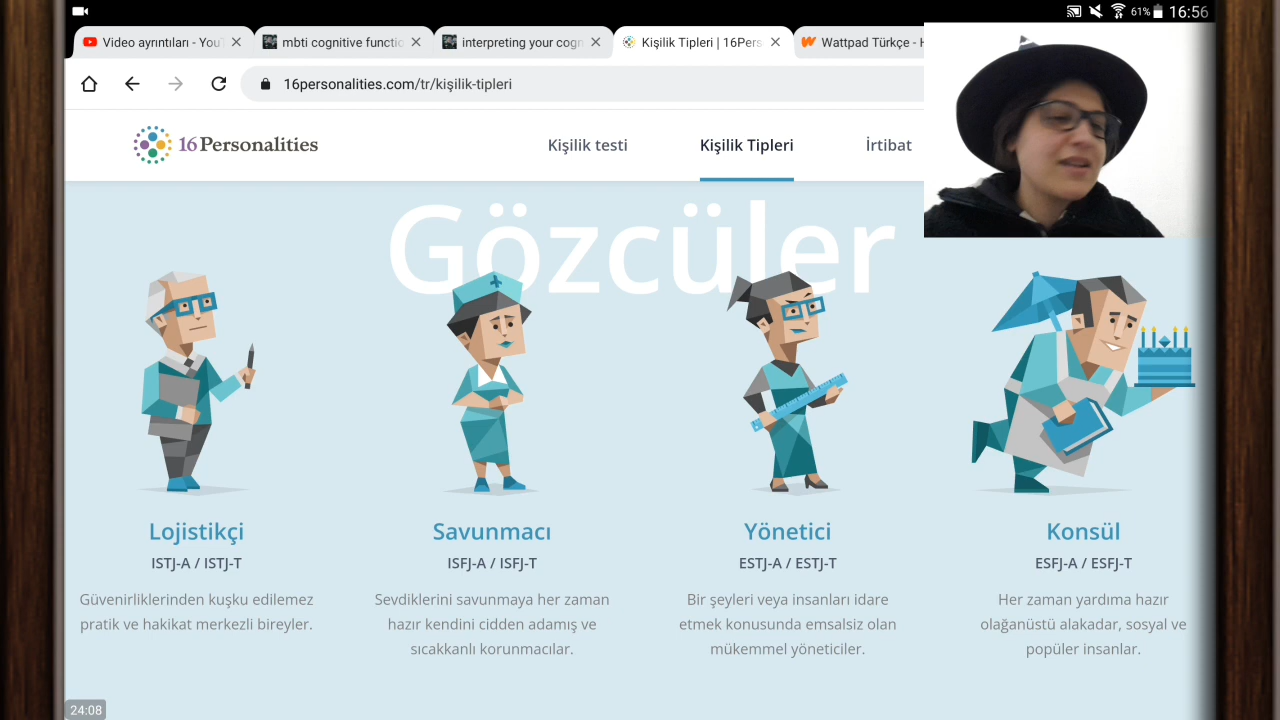 61% 16:56
Video ayrıntıları - YouT
mbti cognitive functic
interpreting your cogn
Kişilik Tipleri | 16Pers
Wattpad Türkçe - H
16personalities.com/tr/kişilik-tipleri
16Personalities
Kişilik testi
Kişilik Tipleri
İrtibat
Gözcüler
Lojistikçi
ISTJ-A / ISTJ-T
Güvenirliklerinden kuşku edilemez
pratik ve hakikat merkezli bireyler.
Savunmacı
ISFJ-A / ISFJ-T
Sevdiklerini savunmaya her zaman
hazır kendini cidden adamış ve
sıcakkanlı korunmacılar.
Yönetici
ESTJ-A / ESTJ-T
Bir şeyleri veya insanları idare
etmek konusunda emsalsiz olan
mükemmel yöneticiler.
Konsül
ESFJ-A / ESFJ-T
Her zaman yardıma hazır
olağanüstü alakadar, sosyal ve
popüler insanlar.
24:08